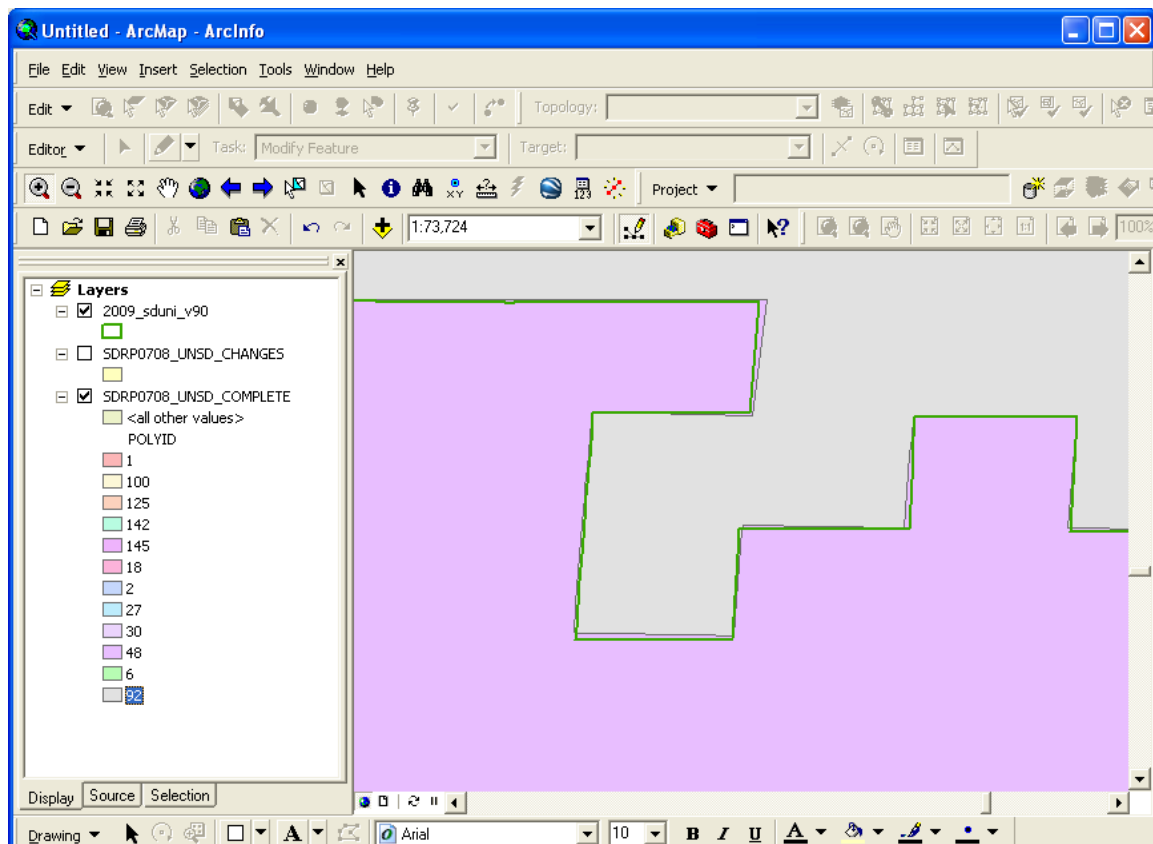 Untitled - ArcMap - ArcInfo
File Edit View Insert Selection Tools Window Help
Edit Topology:
Editor Task: Modify Feature Target:
Project
1:73,724 100%
Layers
2009_sduni_v90
SDRP0708_UNSD_CHANGES
SDRP0708_UNSD_COMPLETE
<all other values>
POLYID
1
100
125
142
145
18
2
27
30
48
6
92
Display Source Selection
Drawing A Arial 10 B I U A